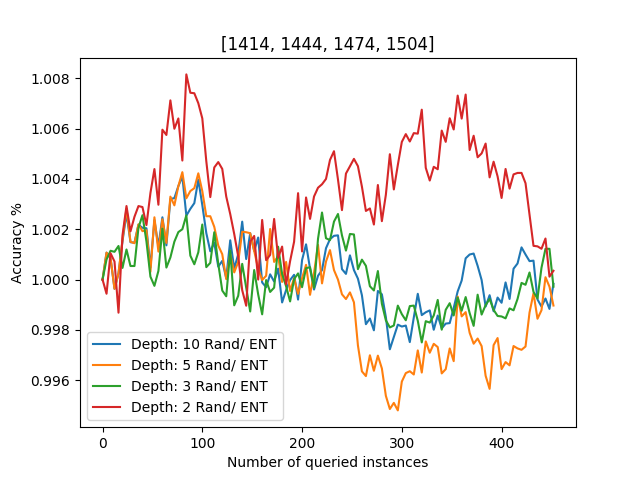 [1414, 1444, 1474, 1504]
Accuracy %
1.008
1.006
1.004
1.002
1.000
0.998
0.996
Depth: 10 Rand/ ENT
Depth: 5 Rand/ ENT
Depth: 3 Rand/ ENT
Depth: 2 Rand/ ENT
0 100 200 300 400
Number of queried instances